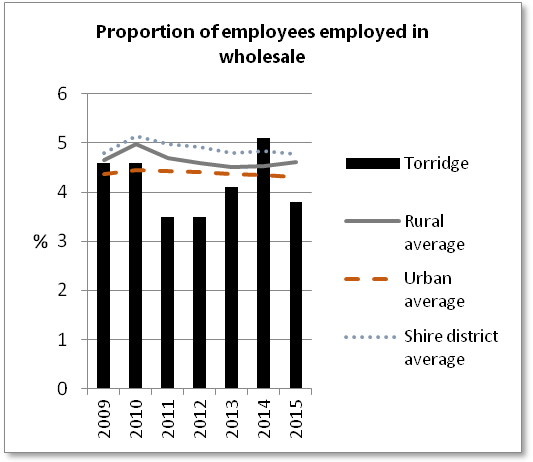 Proportion of employees employed in
wholesale
6
5
4
3
2
1
0
%
2009
2010
2011
2012
2013
2014
2015
Torridge
Rural
average
Urban
average
Shire district
average